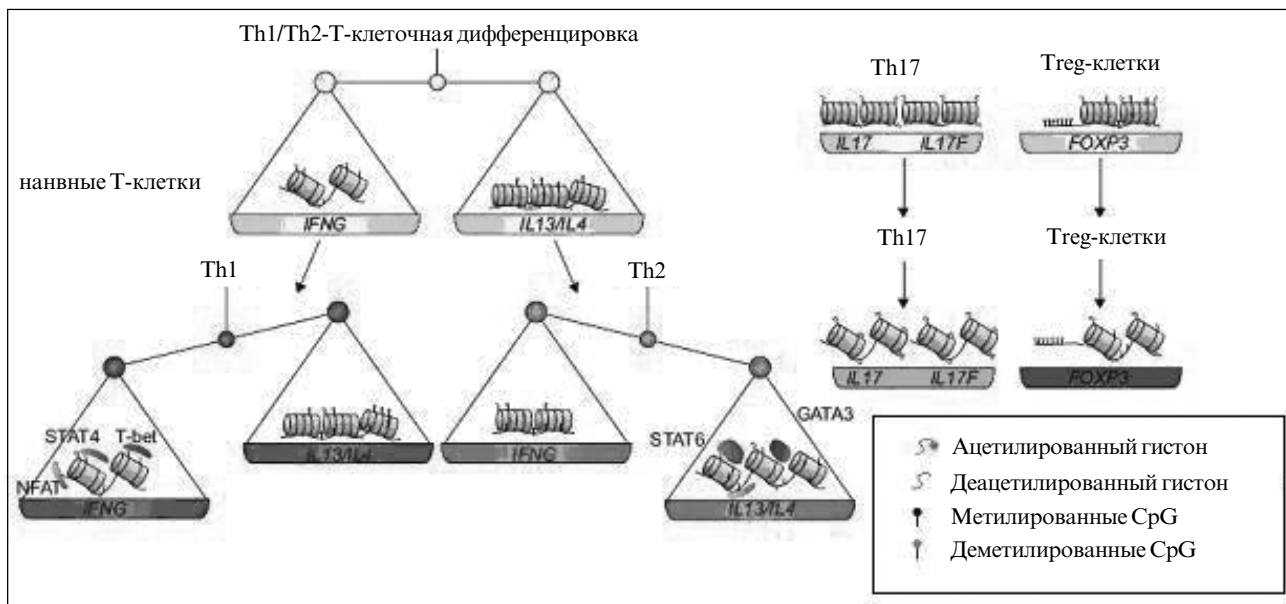 Th1/Th2-Т-клеточная дифференцировка
нанвные Т-клетки
IFNG
IL13/IL4
Th1
Th2
NFAT
STAT4
T-bet
IFNG
IL13/IL4
IFNG
STAT6
GATA3
IL13/IL4
Th17
IL17 IL17F
Th17
IL17 IL17F
Treg-клетки
FOXP3
Treg-клетки
FOXP3
Ацетилированный гистон
Деацетилированный гистон
Метилированные CpG
Деметилированные CpG